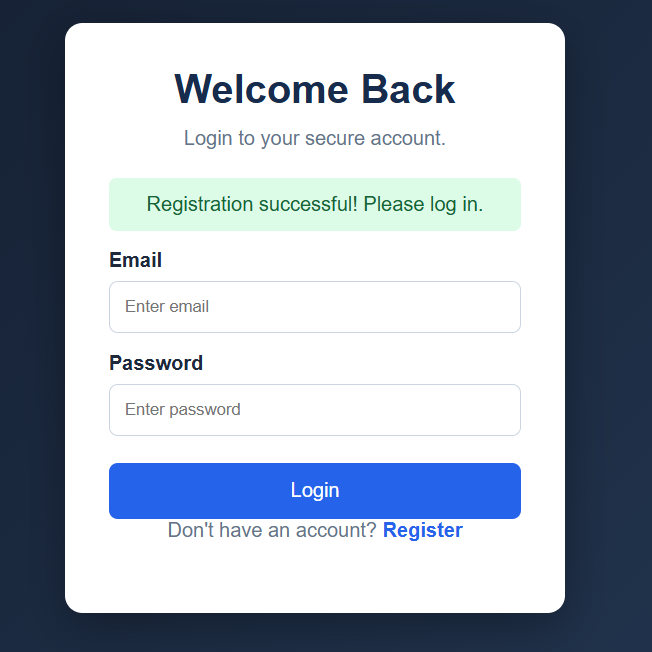 Welcome Back
Login to your secure account.
Registration successful! Please log in.
Email
Enter email
Password
Enter password
Login
Don't have an account? Register